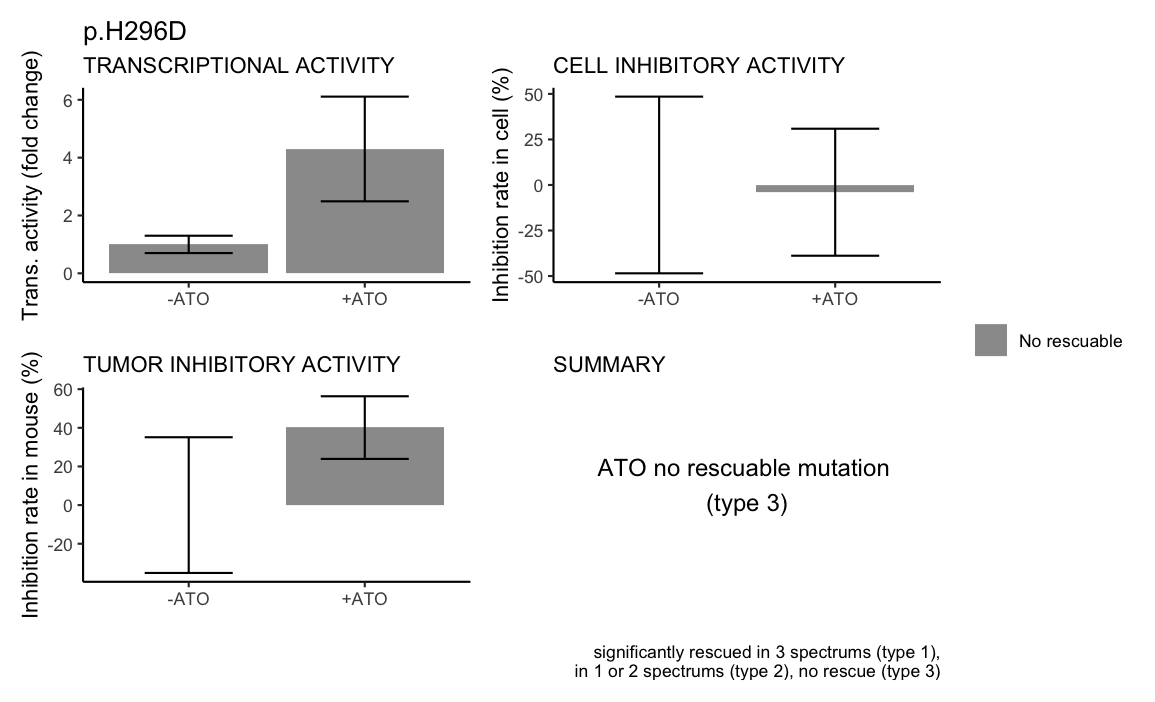 p.H296D
TRANSCRIPTIONAL ACTIVITY
Trans. activity (fold change)
6
4
2
0
-ATO
+ATO
CELL INHIBITORY ACTIVITY
Inhibition rate in cell (%)
50
25
0
-25
-50
-ATO
+ATO
No rescuable
TUMOR INHIBITORY ACTIVITY
Inhibition rate in mouse (%)
60
40
20
0
-20
-ATO
+ATO
SUMMARY
ATO no rescuable mutation
(type 3)
significantly rescued in 3 spectrums (type 1),
in 1 or 2 spectrums (type 2), no rescue (type 3)